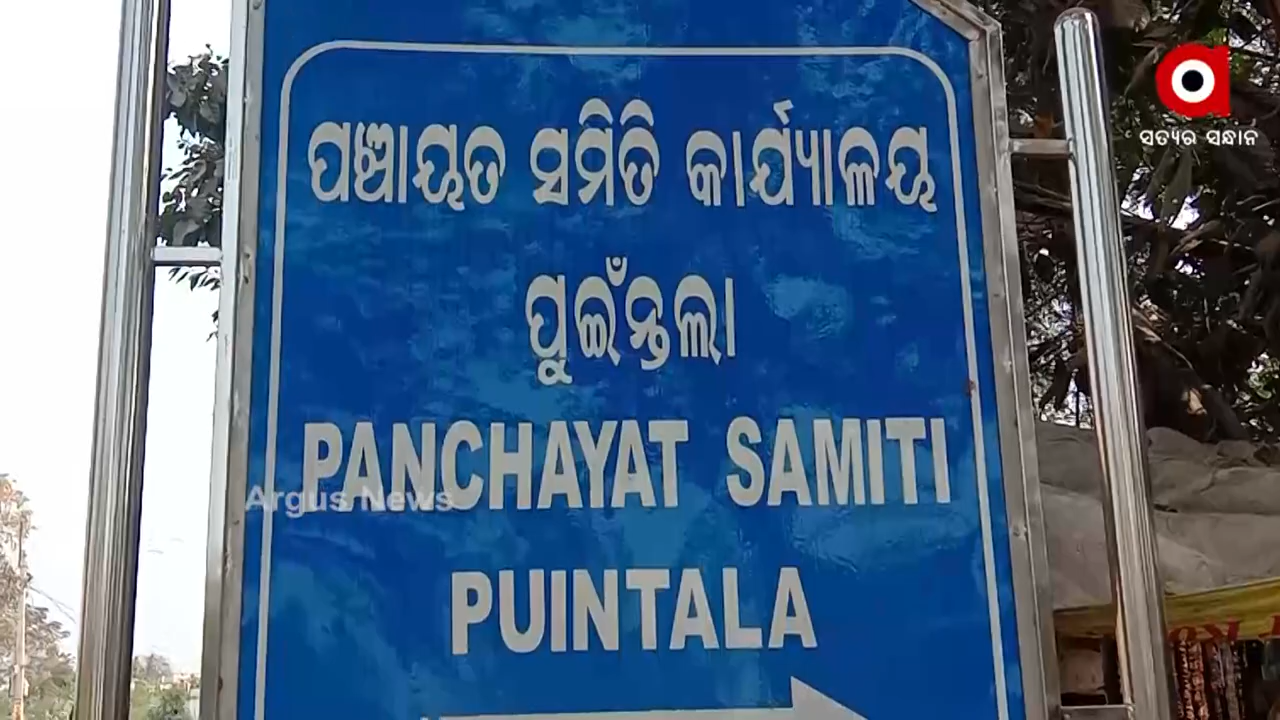 ପଞ୍ଚାୟତ ସମିତି କାର୍ଯ୍ୟାଳୟ
ପୁଇଁନ୍ତଲା
PANCHAYAT SAMITI
PUINTALA
Argus News
ସତ୍ୟର ସନ୍ଧାନ